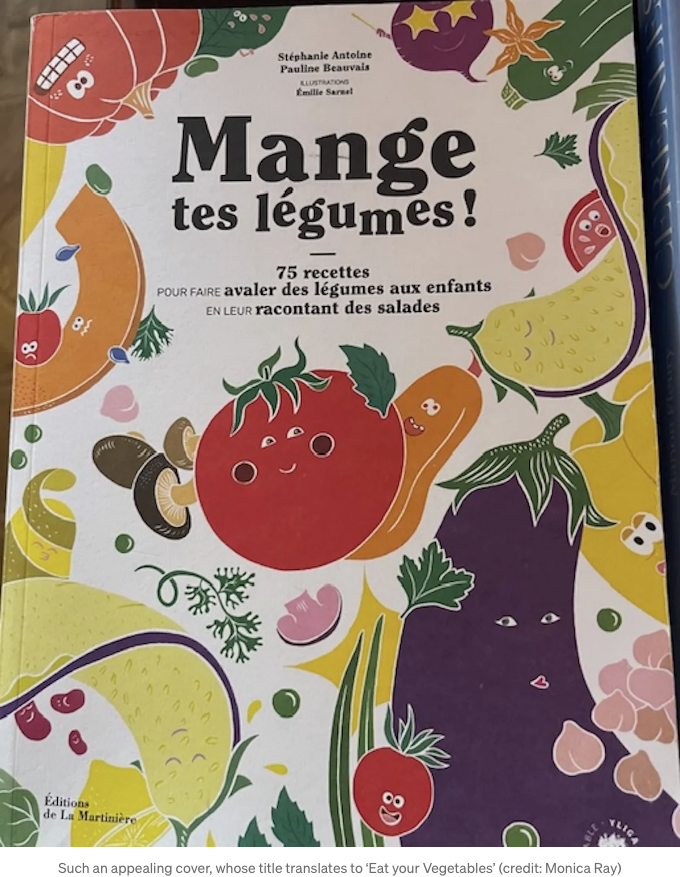 Stéphanie Antoine
Pauline Beauvais
ILLUSTRATIONS
Émilie Sarnel
Mange
tes légumes!
75 recettes
POUR FAIRE avaler des légumes aux enfants
EN LEUR racontant des salades
Éditions
de La Martinière
Such an appealing cover, whose title translates to ‘Eat your Vegetables’ (credit: Monica Ray)